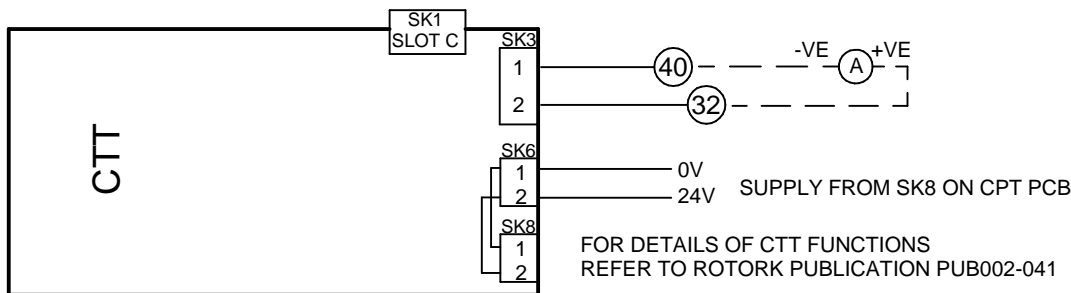 SK1
SLOT C
SK3
1
2
40
-VE
A
+VE
32
CTT
SK6
1
2
0V
24V
SUPPLY FROM SK8 ON CPT PCB
SK8
1
2
FOR DETAILS OF CTT FUNCTIONS
REFER TO ROTORK PUBLICATION PUB002-041